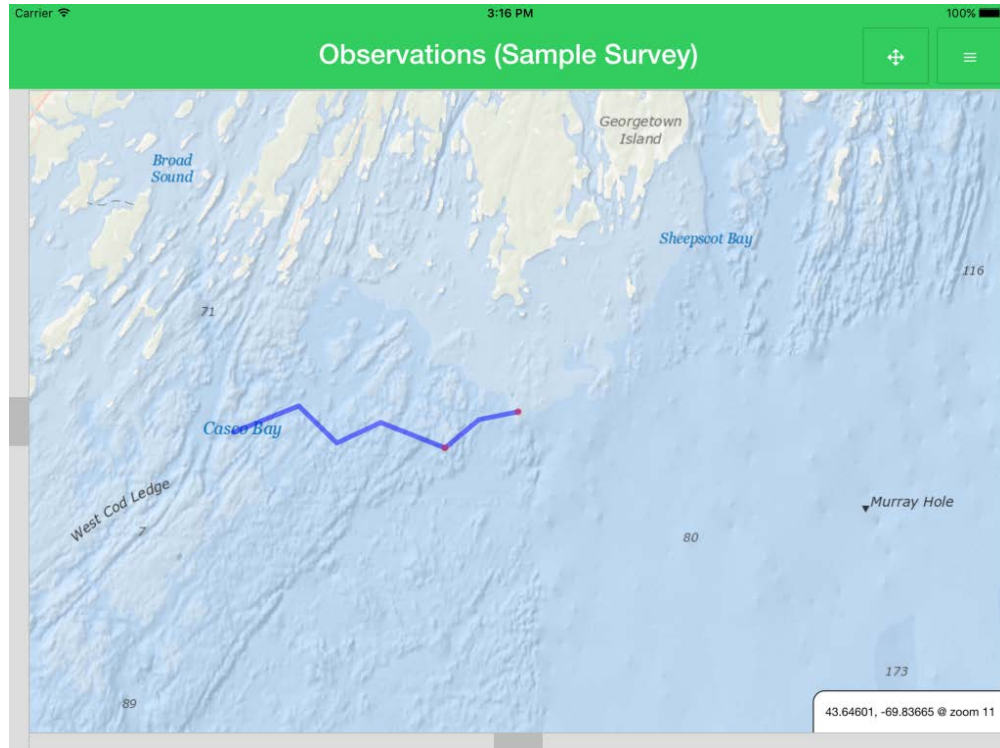 Carrier 3:16 PM 100%
Observations (Sample Survey)
Georgetown
Island
Broad
Sound
Sheepscot Bay
116
71
Casco Bay
West Cod Ledge
7
Murray Hole
80
173
89
43.64601, -69.83665 @ zoom 11